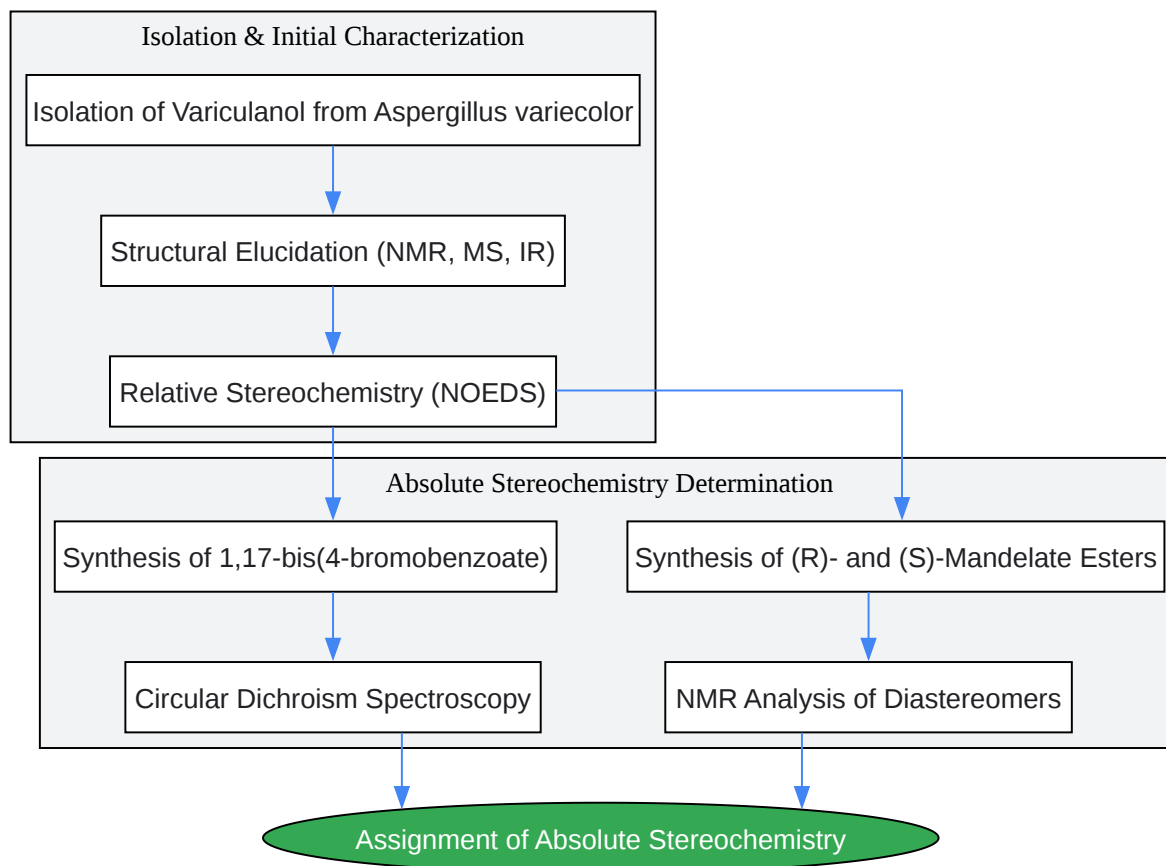 Isolation & Initial Characterization
Isolation of Variculanol from Aspergillus variecolor
Structural Elucidation (NMR, MS, IR)
Relative Stereochemistry (NOEDS)
Absolute Stereochemistry Determination
Synthesis of 1,17-bis(4-bromobenzoate)
Synthesis of (R)- and (S)-Mandelate Esters
Circular Dichroism Spectroscopy
NMR Analysis of Diastereomers
Assignment of Absolute Stereochemistry